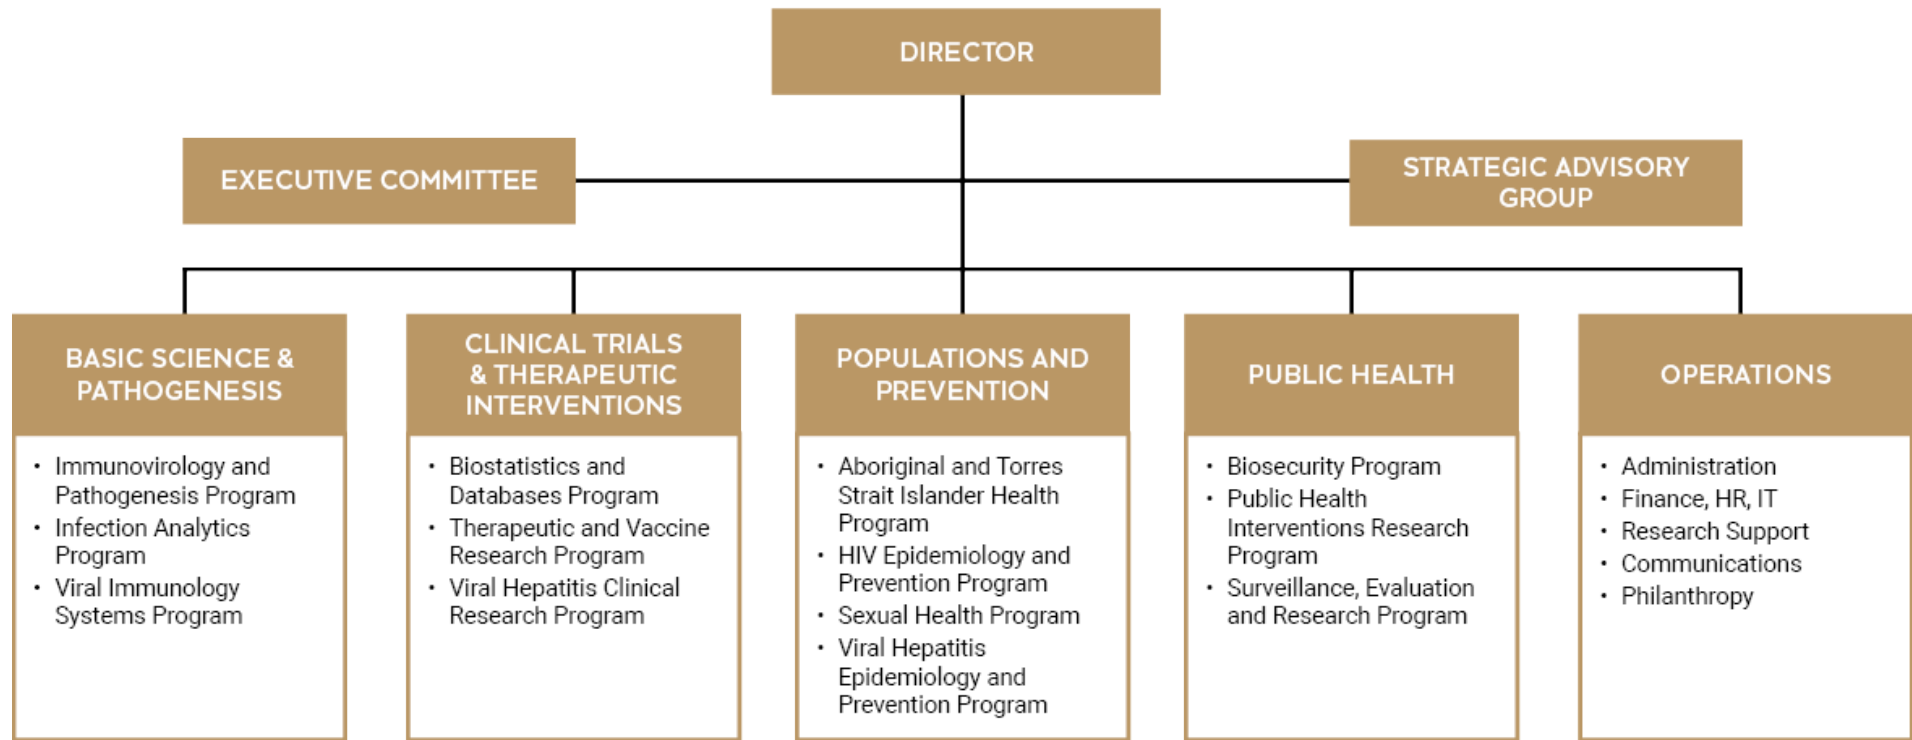 DIRECTOR
EXECUTIVE COMMITTEE
STRATEGIC ADVISORY
GROUP
BASIC SCIENCE &
PATHOGENESIS
• Immunovirology and
Pathogenesis Program
• Infection Analytics
Program
• Viral Immunology
Systems Program
CLINICAL TRIALS
& THERAPEUTIC
INTERVENTIONS
• Biostatistics and
Databases Program
• Therapeutic and Vaccine
Research Program
• Viral Hepatitis Clinical
Research Program
POPULATIONS AND
PREVENTION
• Aboriginal and Torres
Strait Islander Health
Program
• HIV Epidemiology and
Prevention Program
• Sexual Health Program
• Viral Hepatitis
Epidemiology and
Prevention Program
PUBLIC HEALTH
• Biosecurity Program
• Public Health
Interventions Research
Program
• Surveillance, Evaluation
and Research Program
OPERATIONS
• Administration
• Finance, HR, IT
• Research Support
• Communications
• Philanthropy